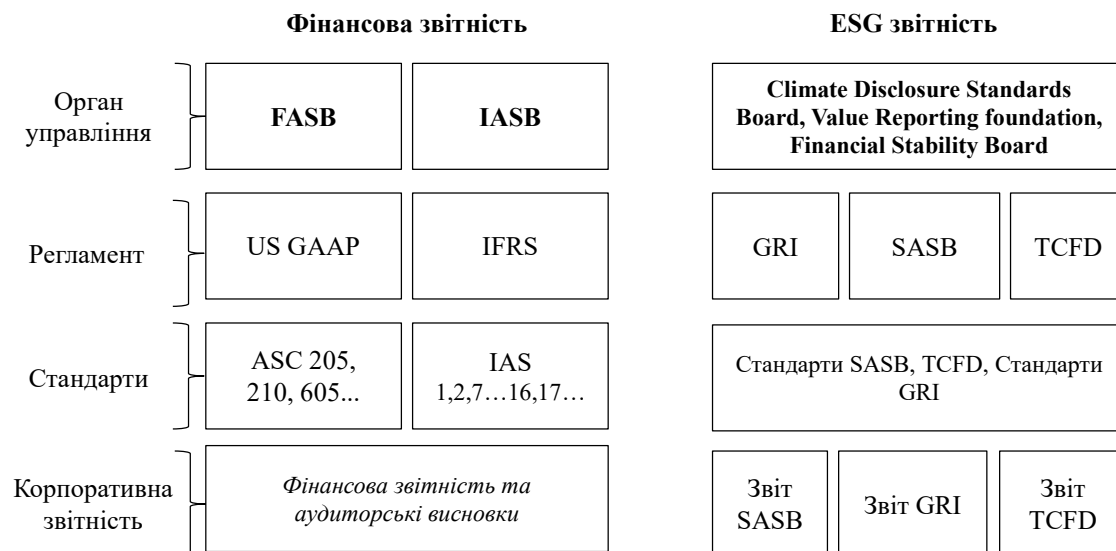 Фінансова звітність
ESG звітність
Орган
управління
FASB
IASB
Climate Disclosure Standards
Board, Value Reporting foundation,
Financial Stability Board
Регламент
US GAAP
IFRS
GRI
SASB
TCFD
Стандарти
ASC 205,
210, 605...
IAS
1,2,7…16,17…
Стандарти SASB, TCFD, Стандарти
GRI
Корпоративна
звітність
Фінансова звітність та
аудиторські висновки
Звіт
SASB
Звіт GRI
Звіт
TCFD